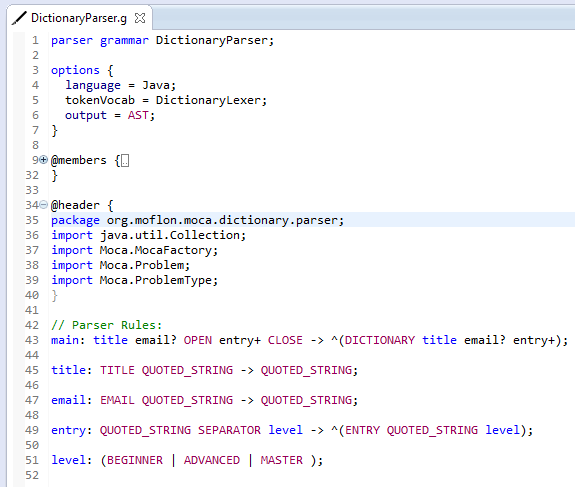 DictionaryParser.g
1 parser grammar DictionaryParser;
2
3 options {
4   language = Java;
5   tokenVocab = DictionaryLexer;
6   output = AST;
7 }
8
9 @members {..
32 }
33
34 @header {
35 package org.moflon.moca.dictionary.parser;
36 import java.util.Collection;
37 import Moca.MocaFactory;
38 import Moca.Problem;
39 import Moca.ProblemType;
40 }
41
42 // Parser Rules:
43 main: title email? OPEN entry+ CLOSE -> ^(DICTIONARY title email? entry+);
44
45 title: TITLE QUOTED_STRING -> QUOTED_STRING;
46
47 email: EMAIL QUOTED_STRING -> QUOTED_STRING;
48
49 entry: QUOTED_STRING SEPARATOR level -> ^(ENTRY QUOTED_STRING level);
50
51 level: (BEGINNER | ADVANCED | MASTER );
52